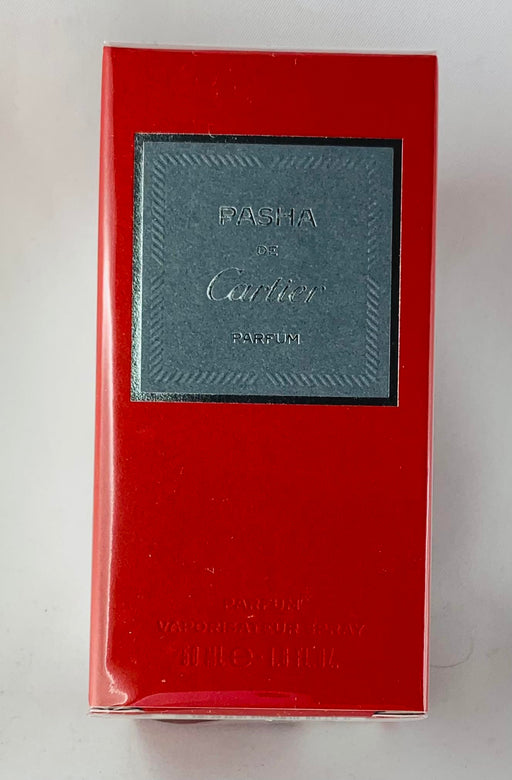 PASHA
DE
Cartier
PARFUM
PARFUM
VAPORISATEUR SPRAY